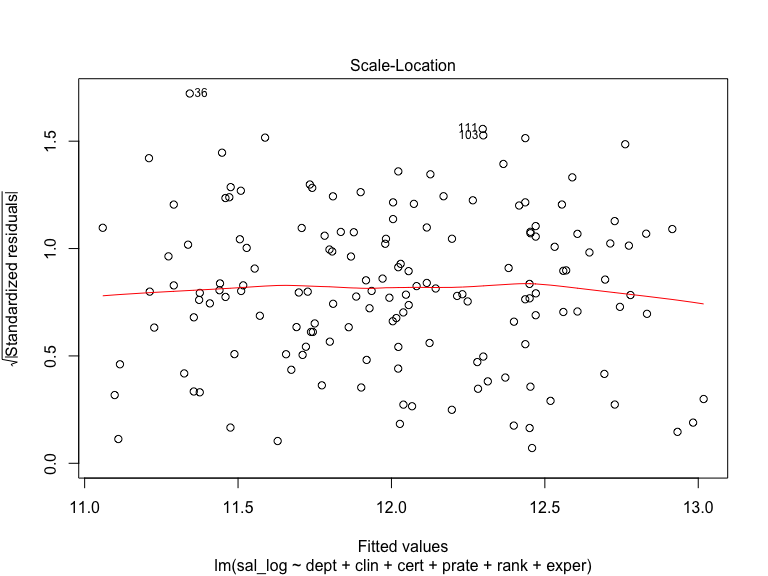 Scale-Location
√|Standardized residuals|
1.5
1.0
0.5
0.0
36
111
103
11.0 11.5 12.0 12.5 13.0
Fitted values
lm(sal_log ~ dept + clin + cert + prate + rank + exper)